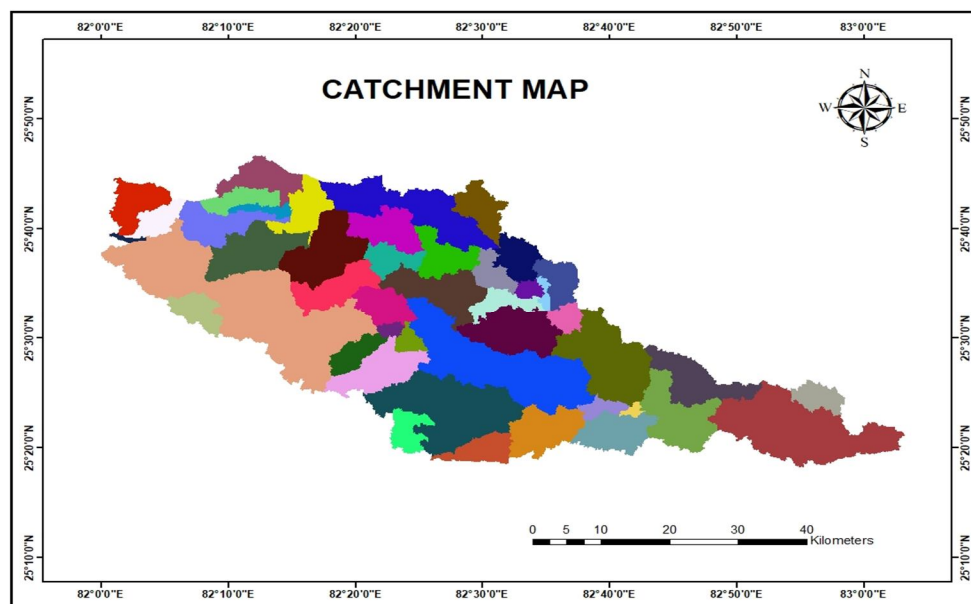 82°0'0"E 82°10'0"E 82°20'0"E 82°30'0"E 82°40'0"E 82°50'0"E 83°0'0"E
CATCHMENT MAP
N
W E
S
25°50'0"N 25°50'0"N
25°40'0"N 25°40'0"N
25°30'0"N 25°30'0"N
25°20'0"N 25°20'0"N
0 5 10 20 30 40
Kilometers
25°10'0"N 25°10'0"N
82°0'0"E 82°10'0"E 82°20'0"E 82°30'0"E 82°40'0"E 82°50'0"E 83°0'0"E